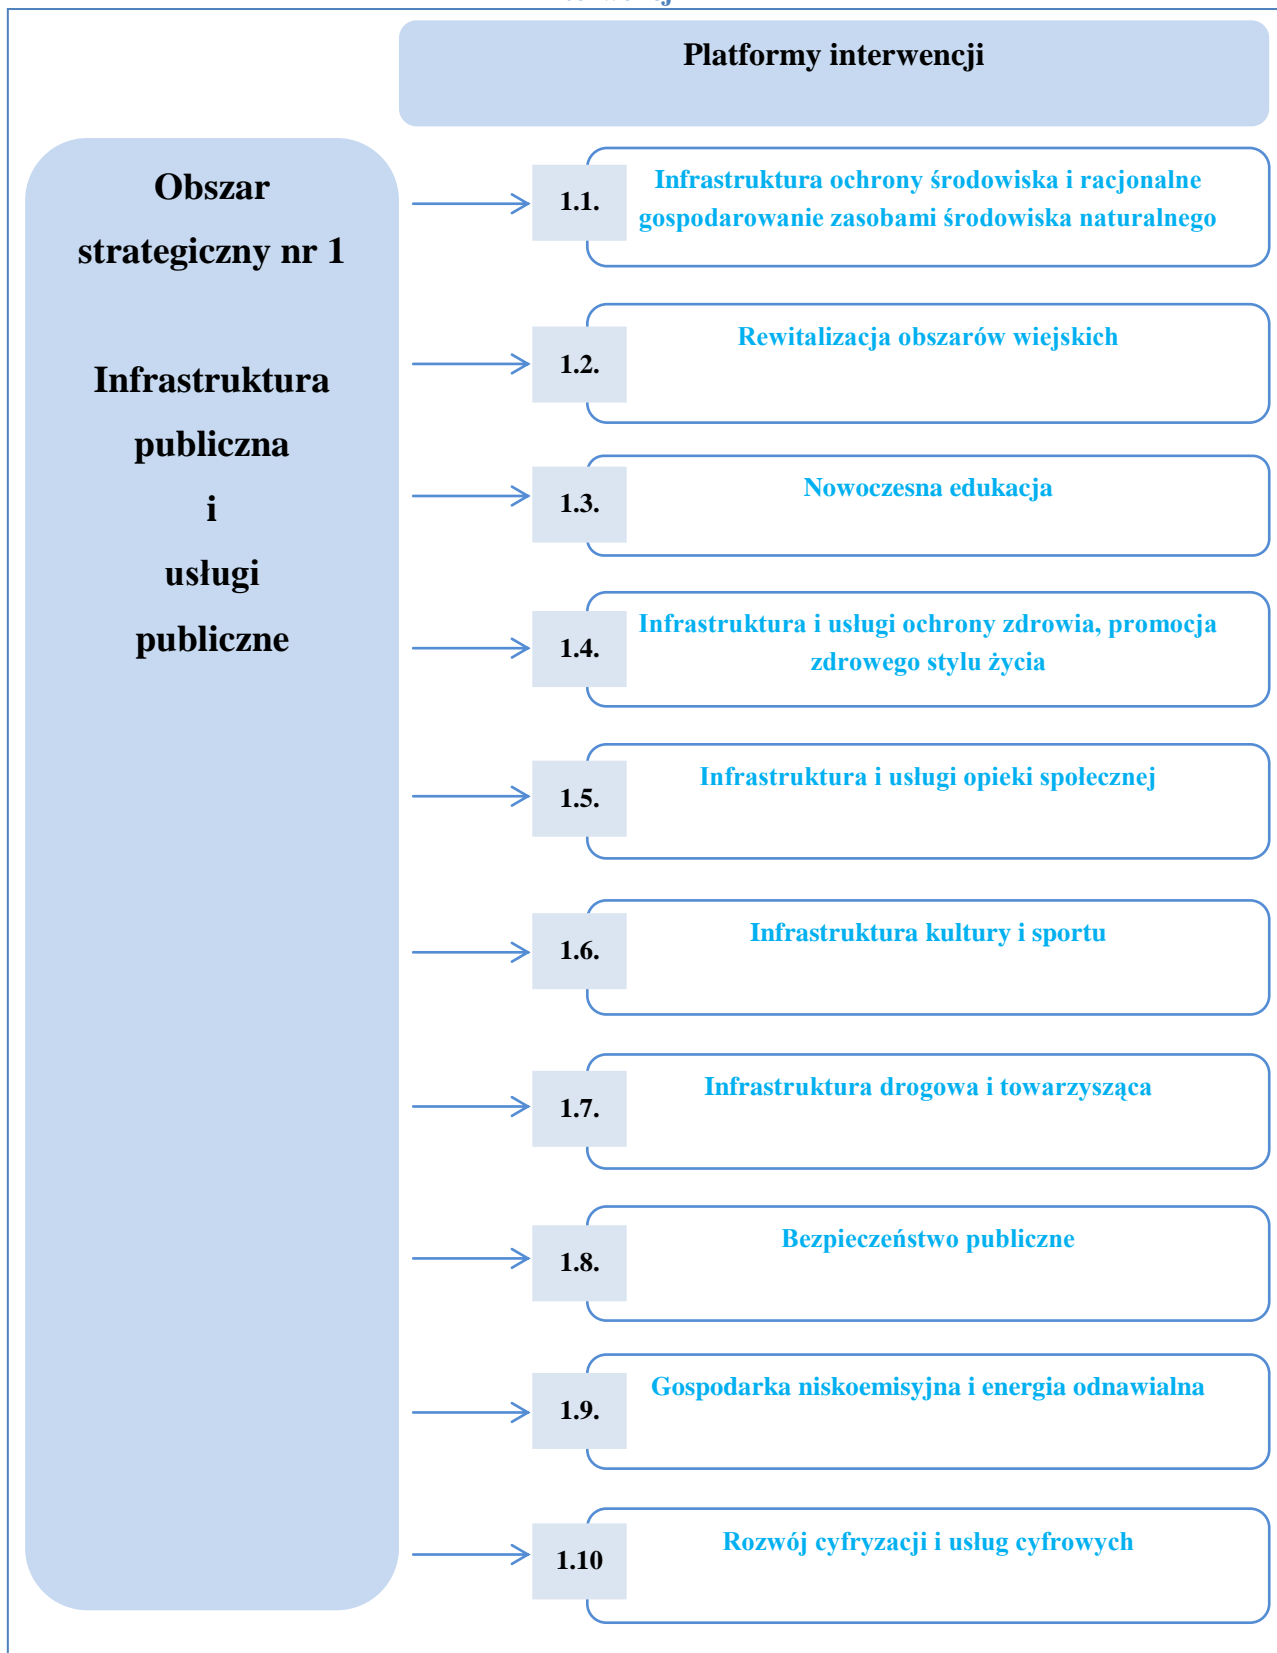 Platformy interwencji
Obszar
strategiczny nr 1
Infrastruktura
publiczna
i
usługi
publiczne
1.1.
Infrastruktura ochrony środowiska i racjonalne
gospodarowanie zasobami środowiska naturalnego
1.2.
Rewitalizacja obszarów wiejskich
1.3.
Nowoczesna edukacja
1.4.
Infrastruktura i usługi ochrony zdrowia, promocja
zdrowego stylu życia
1.5.
Infrastruktura i usługi opieki społecznej
1.6.
Infrastruktura kultury i sportu
1.7.
Infrastruktura drogowa i towarzysząca
1.8.
Bezpieczeństwo publiczne
1.9.
Gospodarka niskoemisyjna i energia odnawialna
1.10
Rozwój cyfryzacji i usług cyfrowych